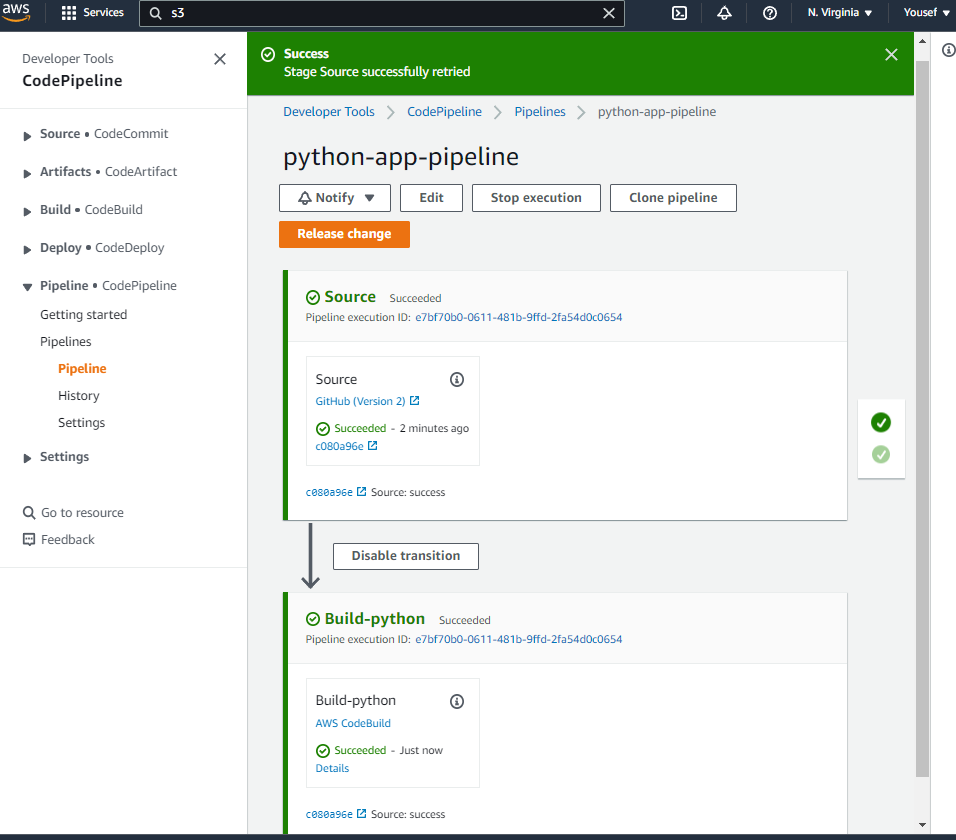 aws
Services
s3
N. Virginia
Yousef
Developer Tools
CodePipeline
Source • CodeCommit
Artifacts • CodeArtifact
Build • CodeBuild
Deploy • CodeDeploy
Pipeline • CodePipeline
Getting started
Pipelines
Pipeline
History
Settings
Settings
Go to resource
Feedback
Success
Stage Source successfully retried
Developer Tools > CodePipeline > Pipelines > python-app-pipeline
python-app-pipeline
Notify
Edit
Stop execution
Clone pipeline
Release change
Source Succeeded
Pipeline execution ID: e7bf70b0-0611-481b-9ffd-2fa54d0c0654
Source
GitHub (Version 2)
Succeeded - 2 minutes ago
c080a96e
c080a96e Source: success
Disable transition
Build-python Succeeded
Pipeline execution ID: e7bf70b0-0611-481b-9ffd-2fa54d0c0654
Build-python
AWS CodeBuild
Succeeded - Just now
Details
c080a96e Source: success